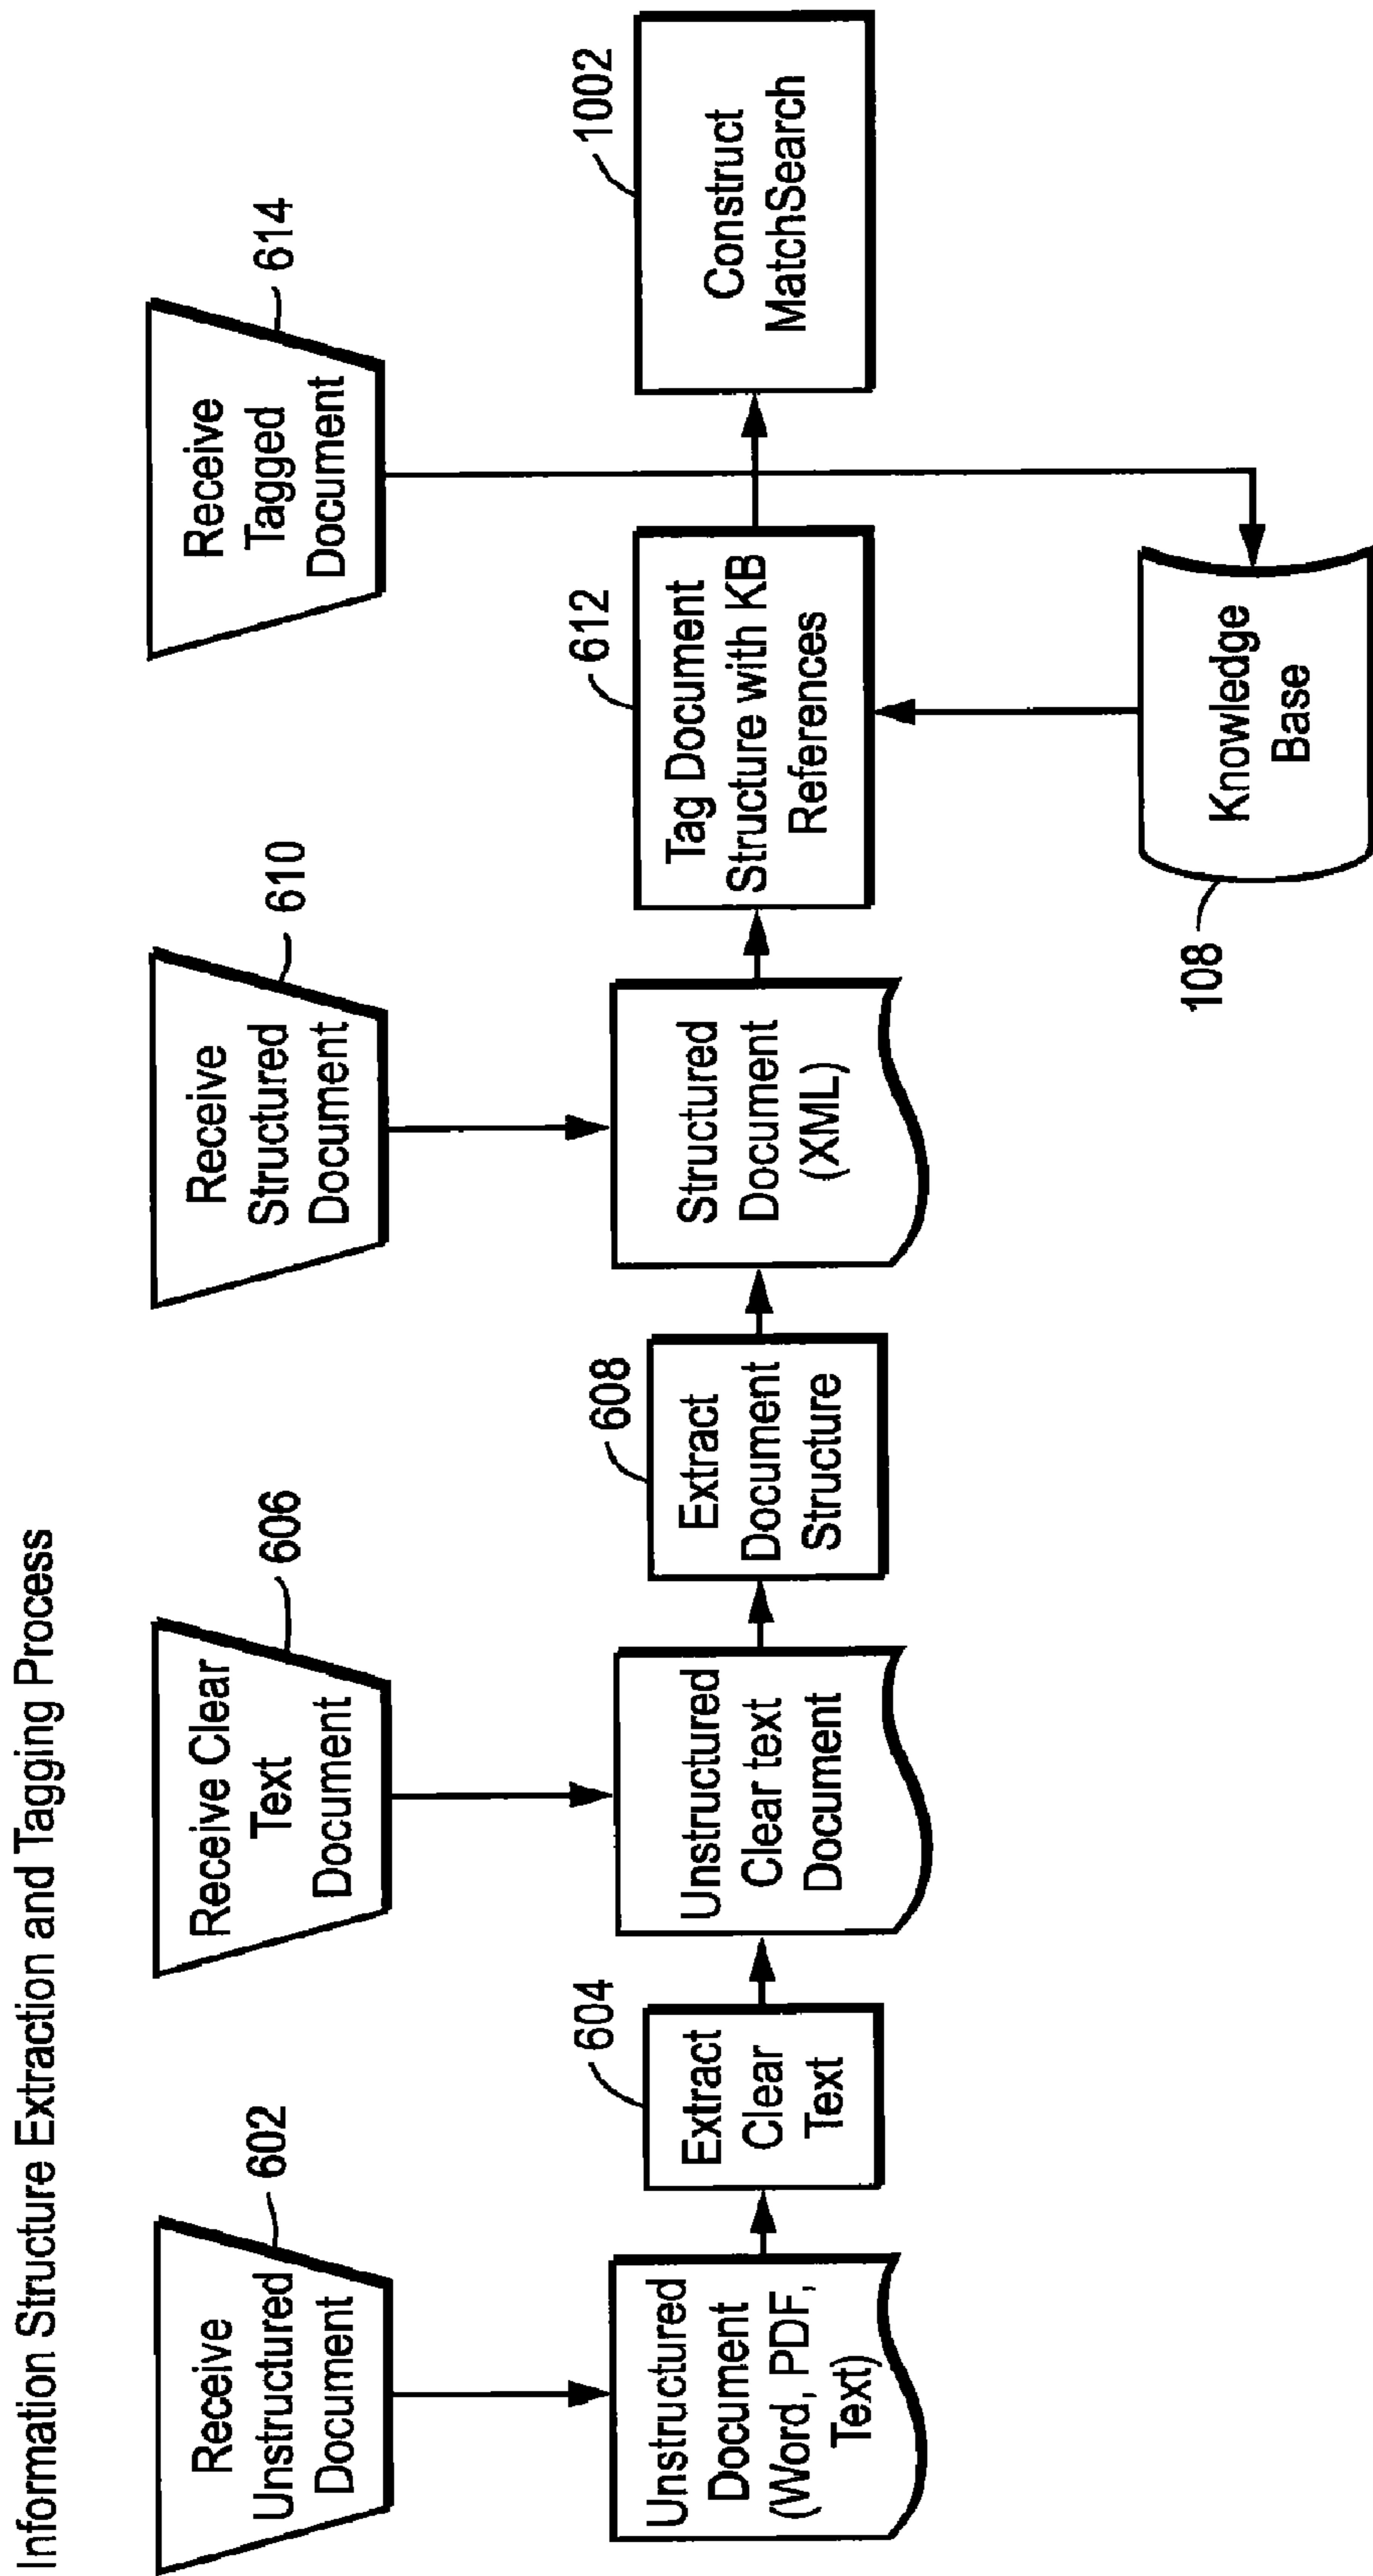 Information Structure Extraction and Tagging Process
Receive
Unstructured
Document
602
Receive Clear
Text
Document
606
Receive
Structured
Document
610
Receive
Tagged
Document
614
Unstructured
Document
(Word, PDF,
Text)
604
Extract
Clear
Text
Unstructured
Clear text
Document
608
Extract
Document
Structure
Structured
Document
(XML)
612
Tag Document
Structure with KB
References
1002
Construct
MatchSearch
108
Knowledge
Base